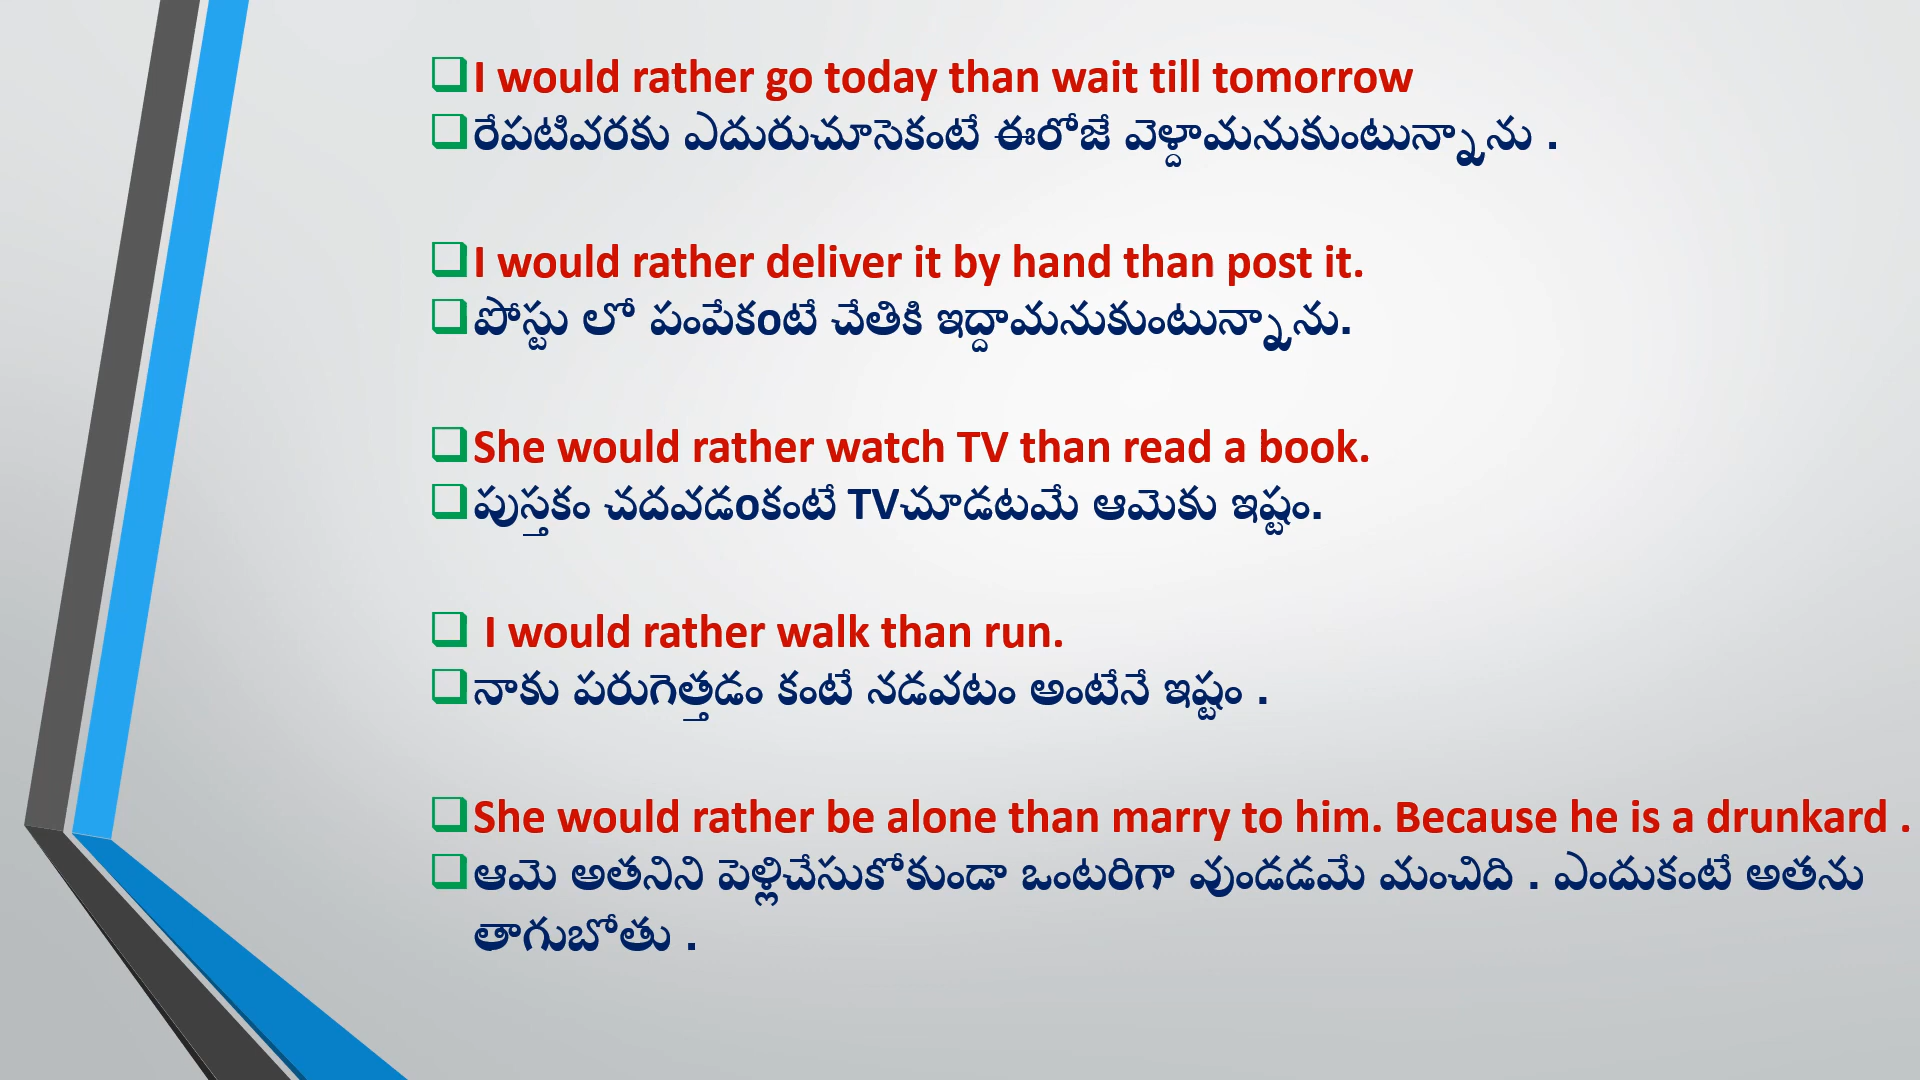 I would rather go today than wait till tomorrow
రేపటివరకు ఎదురుచూసెకంటే ఈరోజే వెళ్దామనుకుంటున్నాను .
I would rather deliver it by hand than post it.
పోస్టు లో పంపేకంటే చేతికి ఇద్దామనుకుంటున్నాను.
She would rather watch TV than read a book.
పుస్తకం చదవడంకంటే TVచూడటమే ఆమెకు ఇష్టం.
I would rather walk than run.
నాకు పరుగెత్తడం కంటే నడవటం అంటేనే ఇష్టం .
She would rather be alone than marry to him. Because he is a drunkard .
ఆమె అతనిని పెళ్లిచేసుకోకుండా ఒంటరిగా వుండడమే మంచిది . ఎందుకంటే అతను
తాగుబోతు .